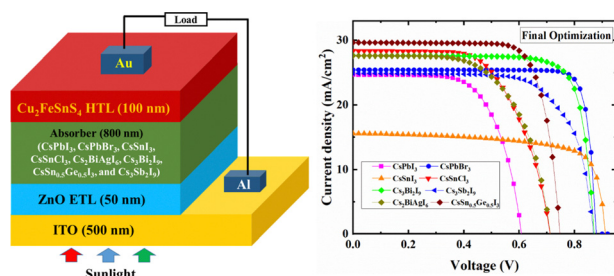 Load
Au
Cu₂FeSnS₄ HTL (100 nm)
Absorber (800 nm)
(CsPbI₃, CsPbBr₃, CsSnI₃,
CsSnCl₃, Cs₂BiAgI₆, Cs₃Bi₂I₉,
CsSn₀.₅Ge₀.₅I₃, and Cs₃Sb₂I₉)
Al
ZnO ETL (50 nm)
ITO (500 nm)
Sunlight
Final Optimization
Current density (mA/cm²)
30
25
20
15
10
5
0
CsPbI₃ CsPbBr₃
CsSnI₃ CsSnCl₃
Cs₃Bi₂I₉ Cs₃Sb₂I₉
Cs₂BiAgI₆ CsSn₀.₅Ge₀.₅I₃
0.0 0.2 0.4 0.6 0.8
Voltage (V)